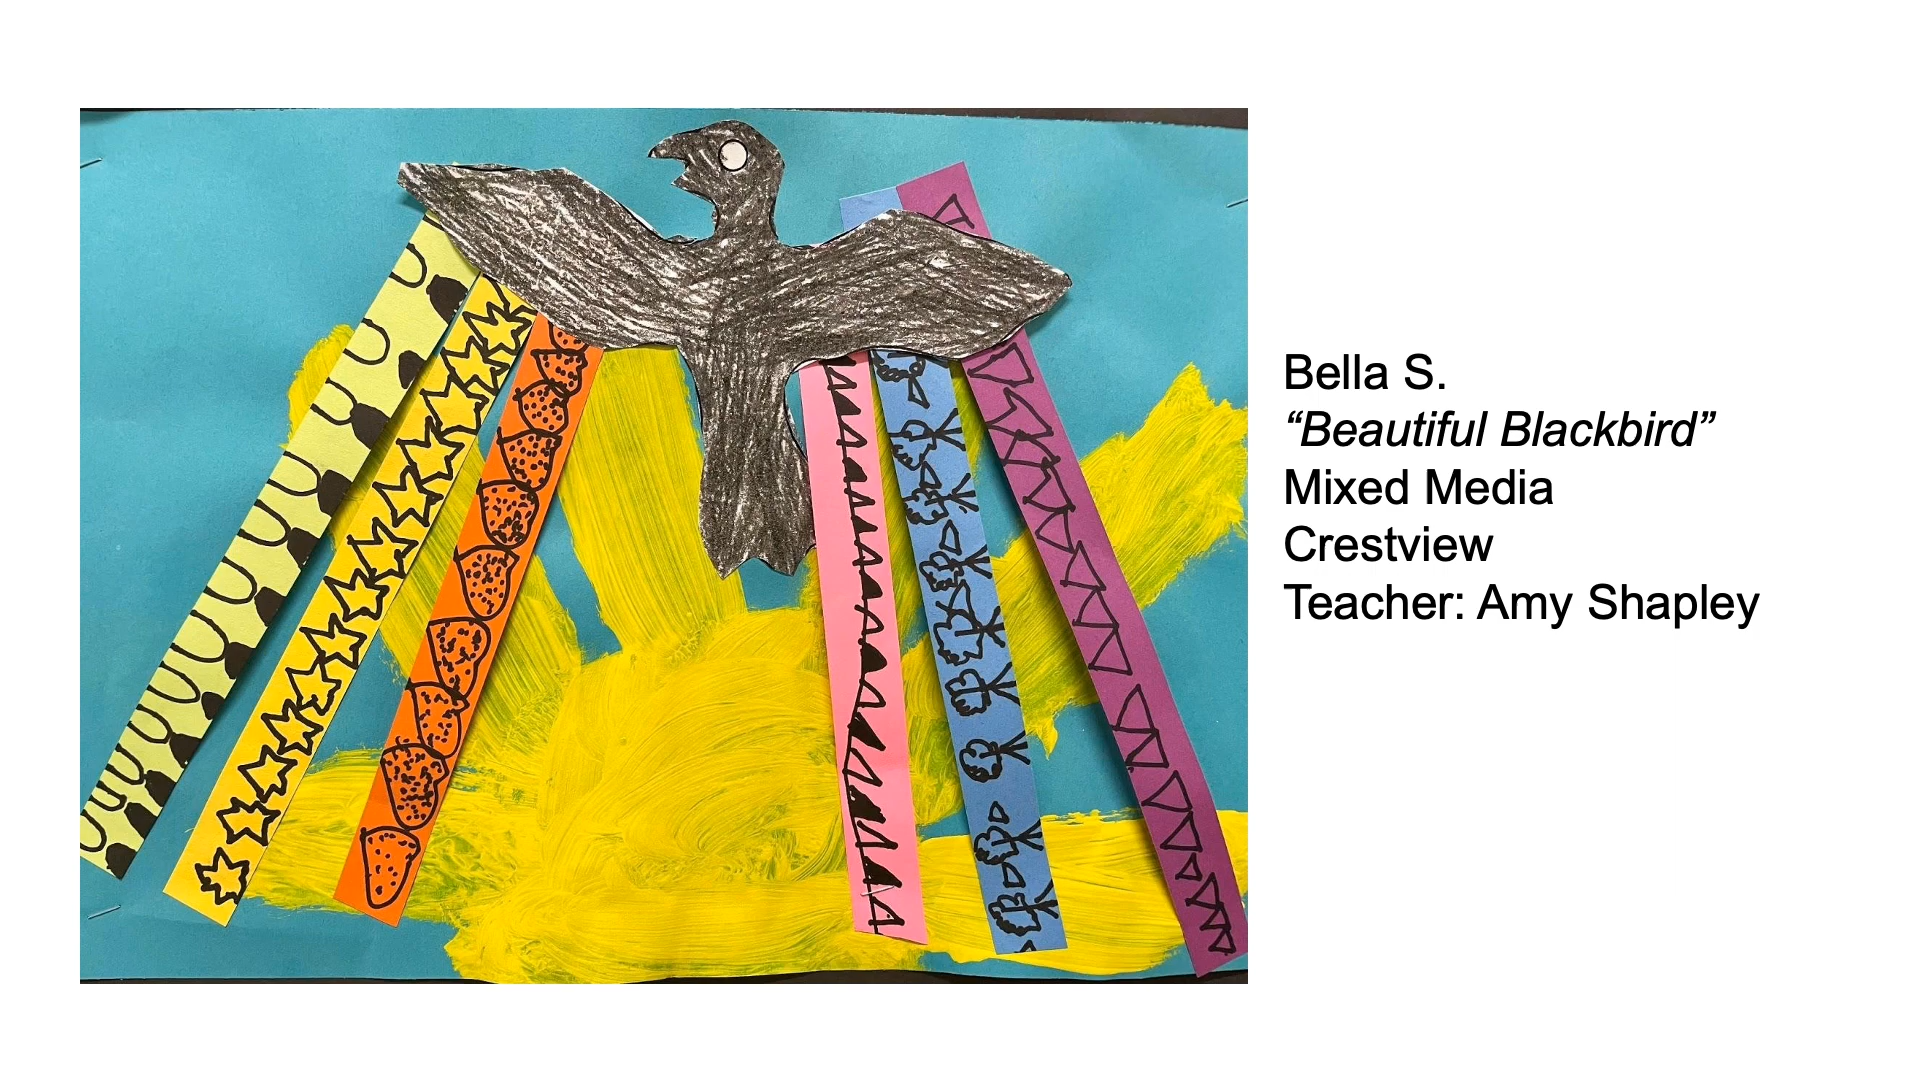 Bella S.
“Beautiful Blackbird”
Mixed Media
Crestview
Teacher: Amy Shapley